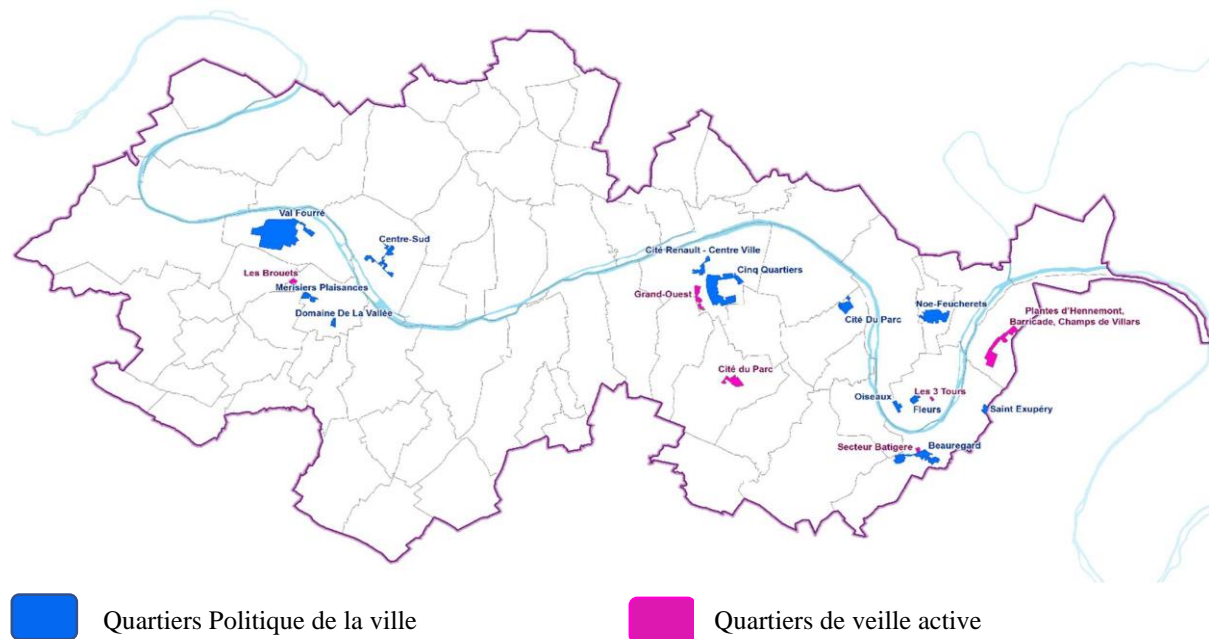 Val Fourré
Centre-Sud
Les Brouets
Merisiers Plaisances
Domaine De La Vallée
Cité Renault - Centre Ville
Cinq Quartiers
Grand-Ouest
Cité Du Parc
Noe-Feucherets
Plantes d'Hennemont,
Barricade, Champs de Villars
Cité du Parc
Oiseaux
Les 3 Tours
Fleurs
Saint Exupéry
Secteur Batigere
Beauregard
Quartiers Politique de la ville
Quartiers de veille active